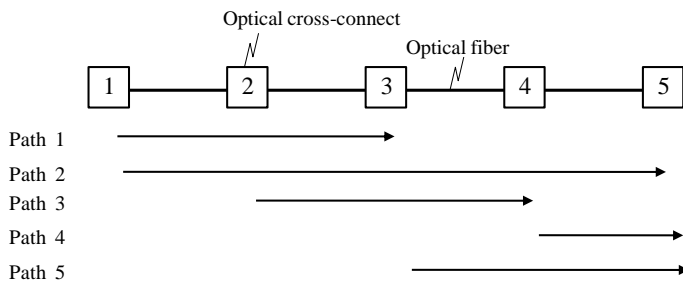 Optical cross-connect
Optical fiber
1 2 3 4 5
Path 1
Path 2
Path 3
Path 4
Path 5